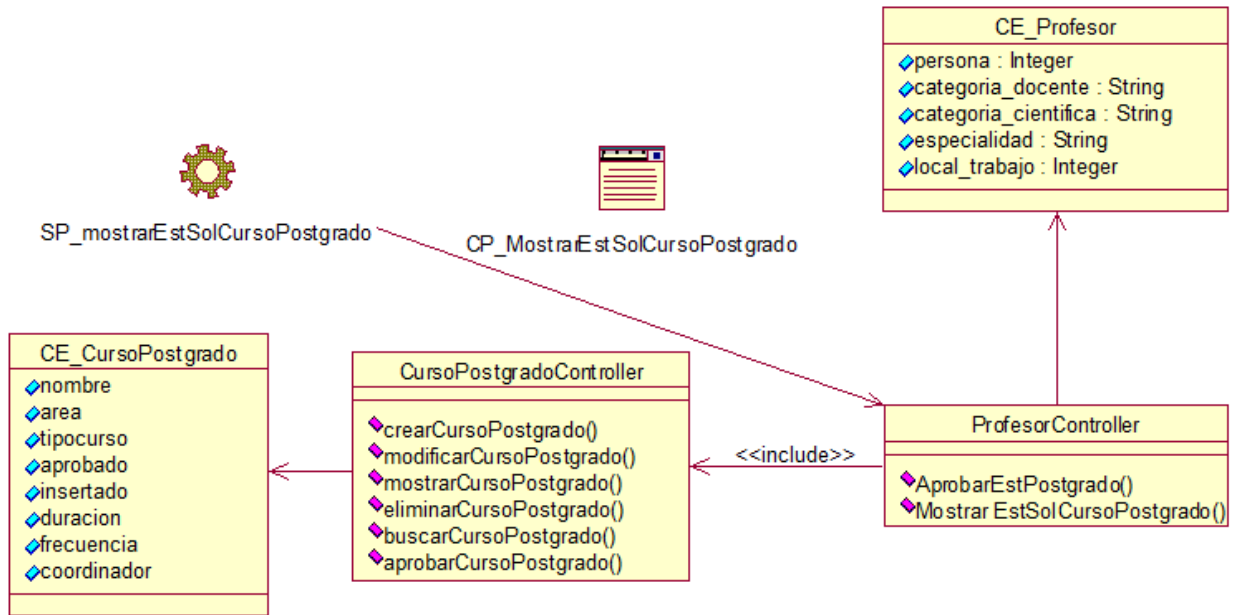 CE_Profesor
persona : Integer
categoria_docente : String
categoria_cientifica : String
especialidad : String
local_trabajo : Integer
SP_mostrarEstSolCursoPostgrado
CP_MostrarEstSolCursoPostgrado
CE_CursoPostgrado
nombre
area
tipocurso
aprobado
insertado
duracion
frecuencia
coordinador
CursoPostgradoController
crearCursoPostgrado()
modificarCursoPostgrado()
mostrarCursoPostgrado()
eliminarCursoPostgrado()
buscarCursoPostgrado()
aprobarCursoPostgrado()
<<include>>
ProfesorController
AprobarEstPostgrado()
Mostrar EstSolCursoPostgrado()